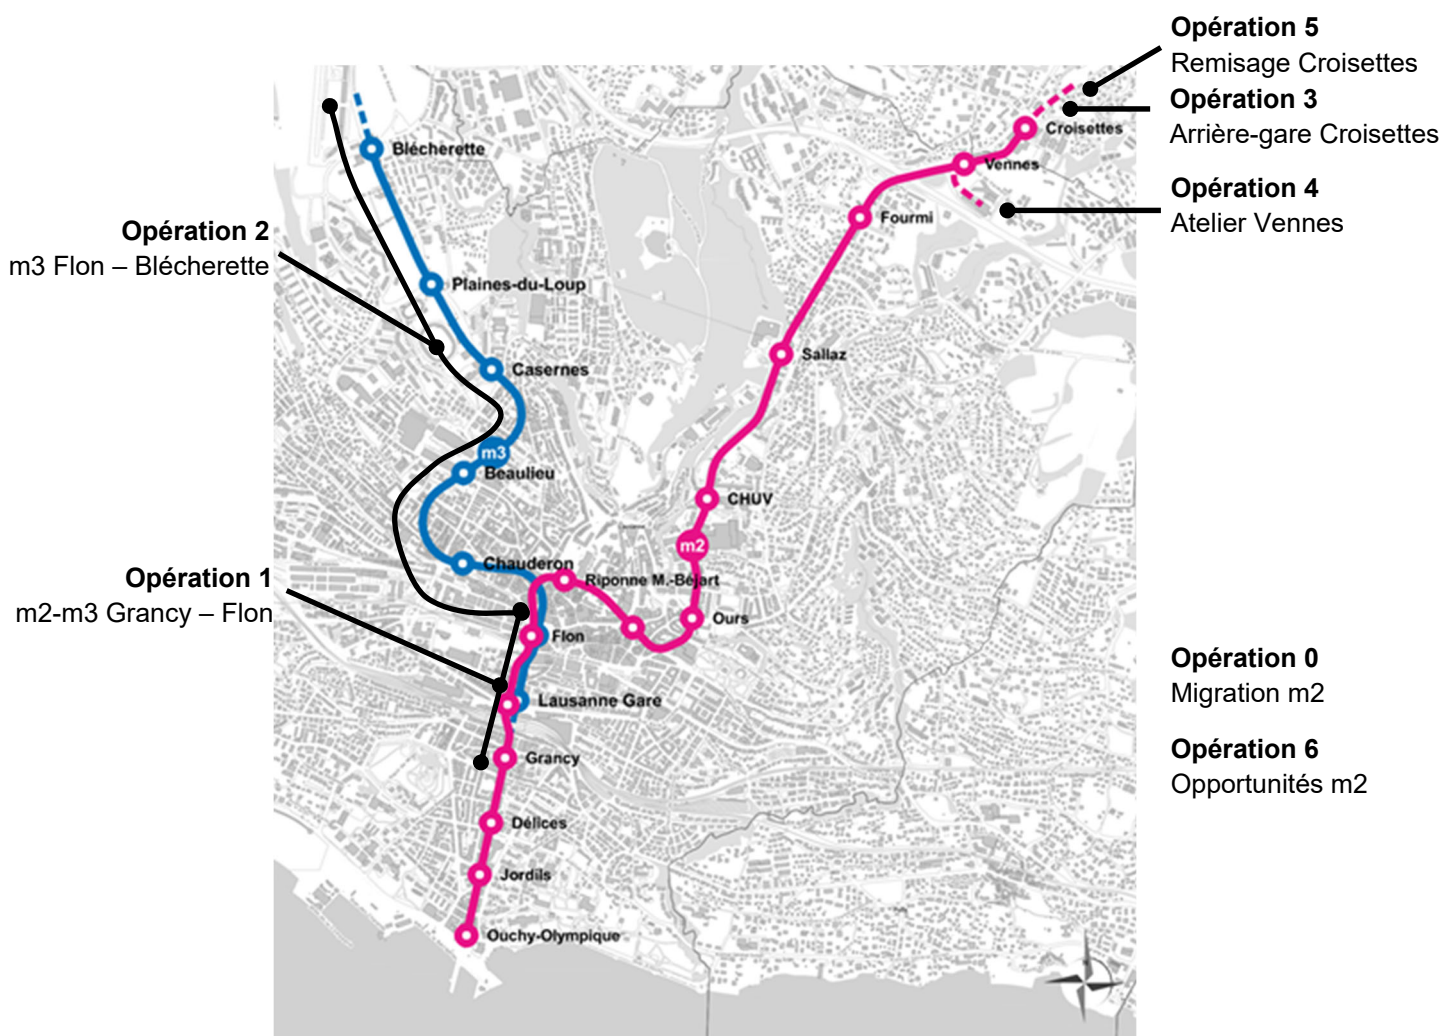 Opération 5
Remisage Croisettes
Opération 3
Arrière-gare Croisettes
Croisettes
Blécherette
Vennes
Opération 4
Atelier Vennes
Fourmi
Opération 2
m3 Flon – Blécherette
Plaines-du-Loup
Sallaz
Casernes
m3
Beaulieu
CHUV
m2
Chauderon
Riponne M.-Béjart
Opération 1
m2-m3 Grancy – Flon
Ours
Flon
Opération 0
Migration m2
Lausanne Gare
Opération 6
Opportunités m2
Grancy
Délices
Jordils
Ouchy-Olympique